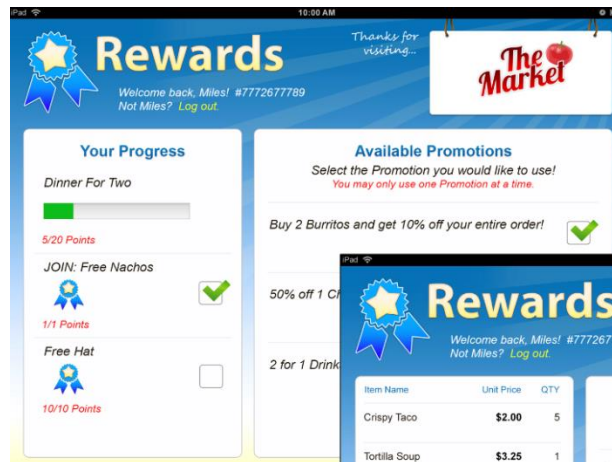 iPad
10:00 AM
Rewards
Thanks for
visiting...
The
Market
Welcome back, Miles! #7772677789
Not Miles? Log out.
Your Progress
Dinner For Two
5/20 Points
JOIN: Free Nachos
1/1 Points
Free Hat
10/10 Points
Available Promotions
Select the Promotion you would like to use!
You may only use one Promotion at a time.
Buy 2 Burritos and get 10% off your entire order!
50% off 1 Ch
2 for 1 Drink
iPad
Rewards
Welcome back, Miles! #777267
Not Miles? Log out.
Item Name Unit Price QTY
Crispy Taco $2.00 5
Tortilla Soup $3.25 1